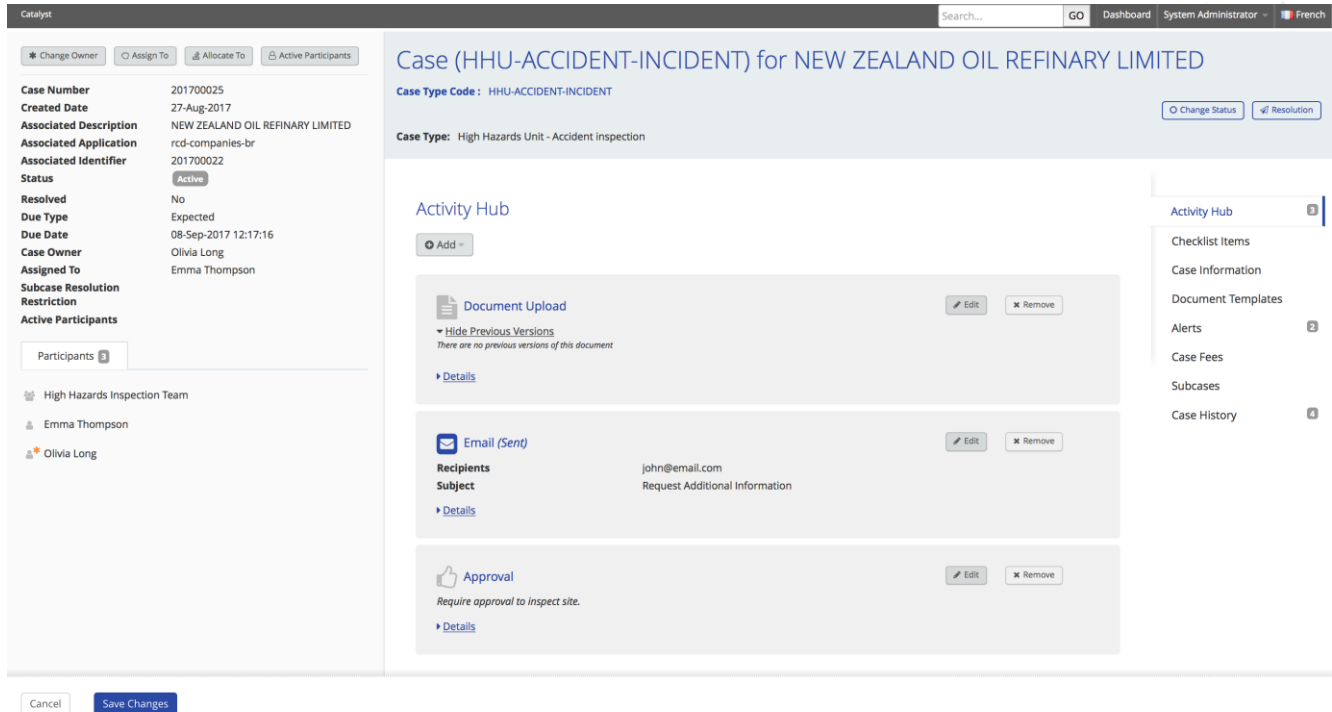 Catalyst
Search... GO Dashboard System Administrator French
Change Owner Assign To Allocate To Active Participants
Case Number 201700025
Created Date 27-Aug-2017
Associated Description NEW ZEALAND OIL REFINARY LIMITED
Associated Application rcd-companies-br
Associated Identifier 201700022
Status Active
Resolved No
Due Type Expected
Due Date 08-Sep-2017 12:17:16
Case Owner Olivia Long
Assigned To Emma Thompson
Subcase Resolution
Restriction
Active Participants
Participants 3
High Hazards Inspection Team
Emma Thompson
Olivia Long
Case (HHU-ACCIDENT-INCIDENT) for NEW ZEALAND OIL REFINARY LIMITED
Case Type Code : HHU-ACCIDENT-INCIDENT
Change Status Resolution
Case Type: High Hazards Unit - Accident inspection
Activity Hub
Add
Document Upload Edit Remove
Hide Previous Versions
There are no previous versions of this document
Details
Email (Sent) Edit Remove
Recipients john@email.com
Subject Request Additional Information
Details
Approval Edit Remove
Require approval to inspect site.
Details
Activity Hub 3
Checklist Items
Case Information
Document Templates
Alerts 2
Case Fees
Subcases
Case History 4
Cancel Save Changes